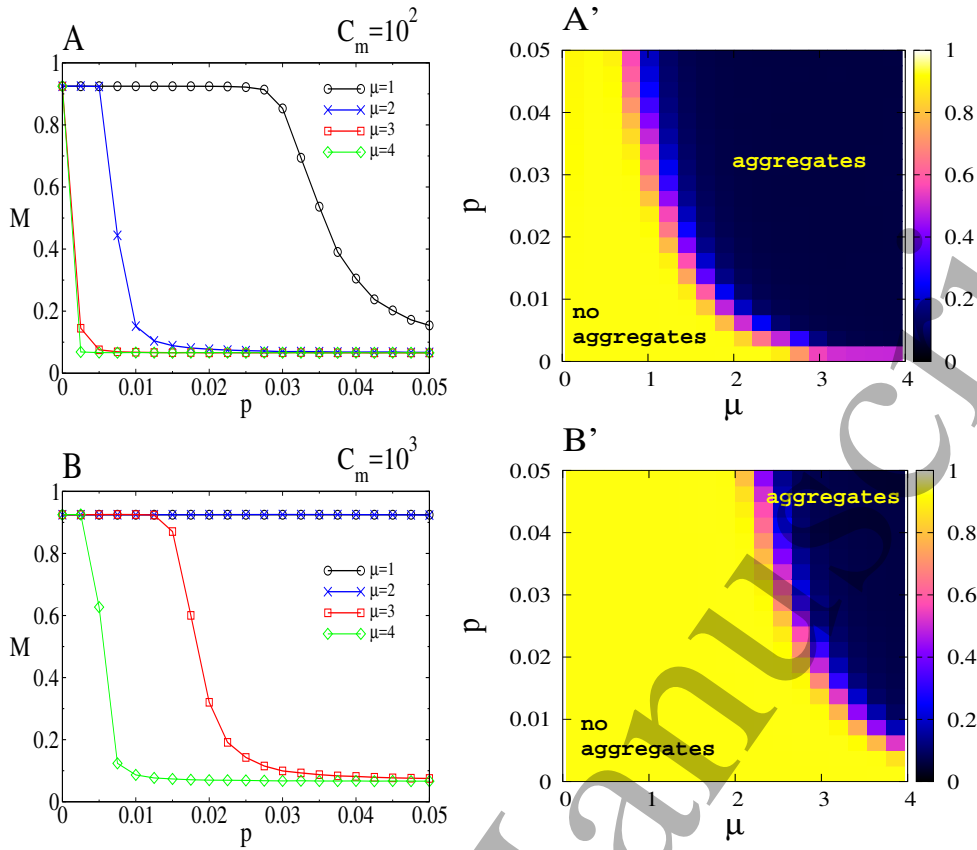 A
C_m=10^2
1
0.8
0.6
M
0.4
0.2
0
μ=1
μ=2
μ=3
μ=4
0 0.01 0.02 0.03 0.04 0.05
p
A'
0.05
0.04
0.03
p
0.02
0.01
0
aggregates
no
aggregates
0 1 2 3 4
μ
1
0.8
0.6
0.4
0.2
0
B
C_m=10^3
1
0.8
0.6
M
0.4
0.2
0
μ=1
μ=2
μ=3
μ=4
0 0.01 0.02 0.03 0.04 0.05
p
B'
0.05
0.04
0.03
p
0.02
0.01
0
aggregates
no
aggregates
0 1 2 3 4
μ
1
0.8
0.6
0.4
0.2
0